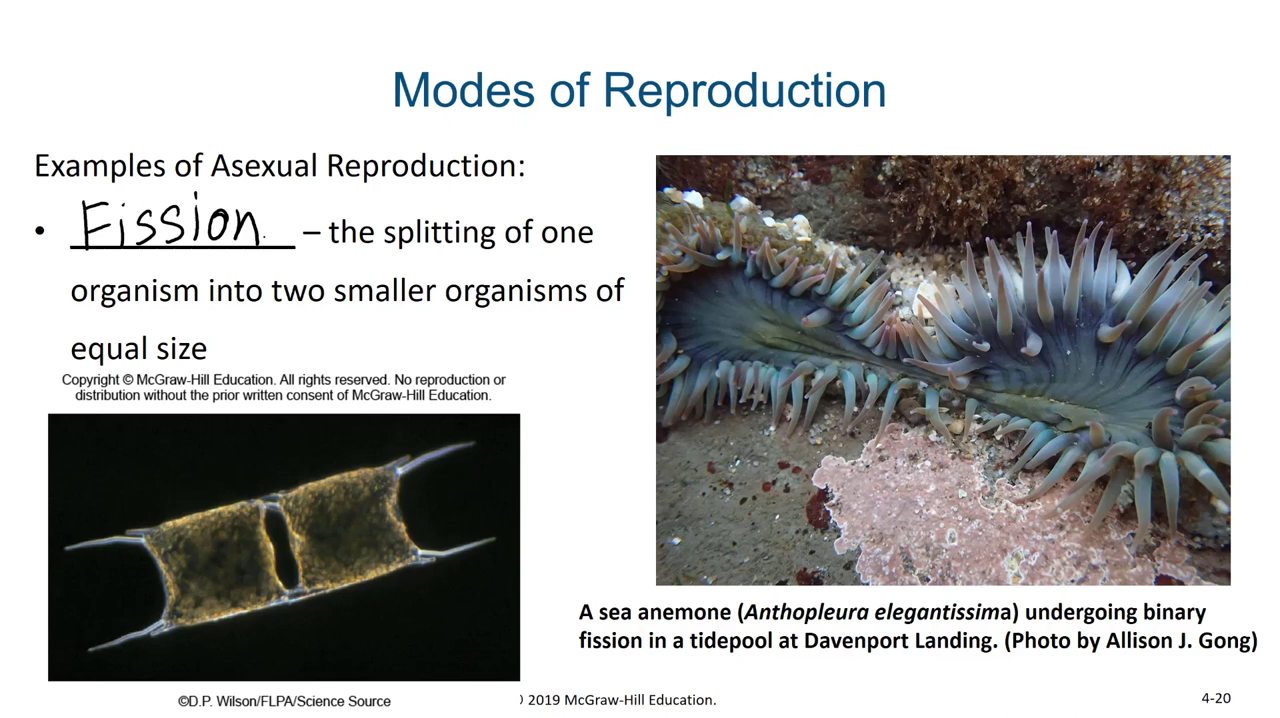 Modes of Reproduction
Examples of Asexual Reproduction:
• Fission – the splitting of one
organism into two smaller organisms of
equal size
Copyright © McGraw-Hill Education. All rights reserved. No reproduction or
distribution without the prior written consent of McGraw-Hill Education.
A sea anemone (Anthopleura elegantissima) undergoing binary
fission in a tidepool at Davenport Landing. (Photo by Allison J. Gong)
©D.P. Wilson/FLPA/Science Source
© 2019 McGraw-Hill Education.
4-20